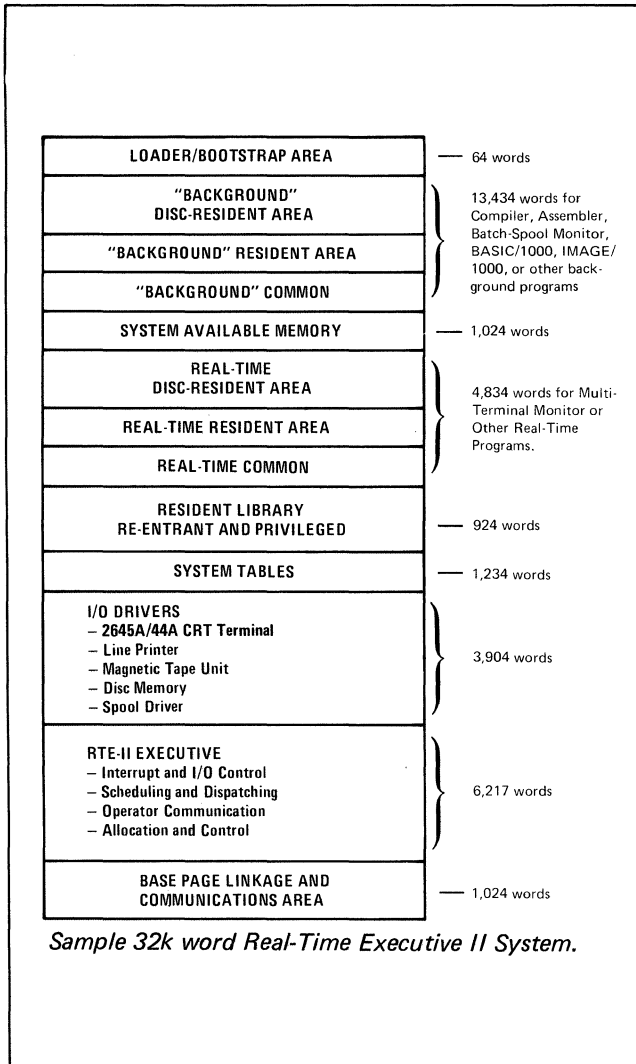 LOADER/BOOTSTRAP AREA
— 64 words
"BACKGROUND"
DISC-RESIDENT AREA
"BACKGROUND" RESIDENT AREA
"BACKGROUND" COMMON
13,434 words for
Compiler, Assembler,
Batch-Spool Monitor,
BASIC/1000, IMAGE/
1000, or other back-
ground programs
SYSTEM AVAILABLE MEMORY
— 1,024 words
REAL-TIME
DISC-RESIDENT AREA
REAL-TIME RESIDENT AREA
REAL-TIME COMMON
4,834 words for Multi-
Terminal Monitor or
Other Real-Time
Programs.
RESIDENT LIBRARY
RE-ENTRANT AND PRIVILEGED
— 924 words
SYSTEM TABLES
— 1,234 words
I/O DRIVERS
– 2645A/44A CRT Terminal
– Line Printer
– Magnetic Tape Unit
– Disc Memory
– Spool Driver
3,904 words
RTE-II EXECUTIVE
– Interrupt and I/O Control
– Scheduling and Dispatching
– Operator Communication
– Allocation and Control
6,217 words
BASE PAGE LINKAGE AND
COMMUNICATIONS AREA
— 1,024 words
Sample 32k word Real-Time Executive II System.